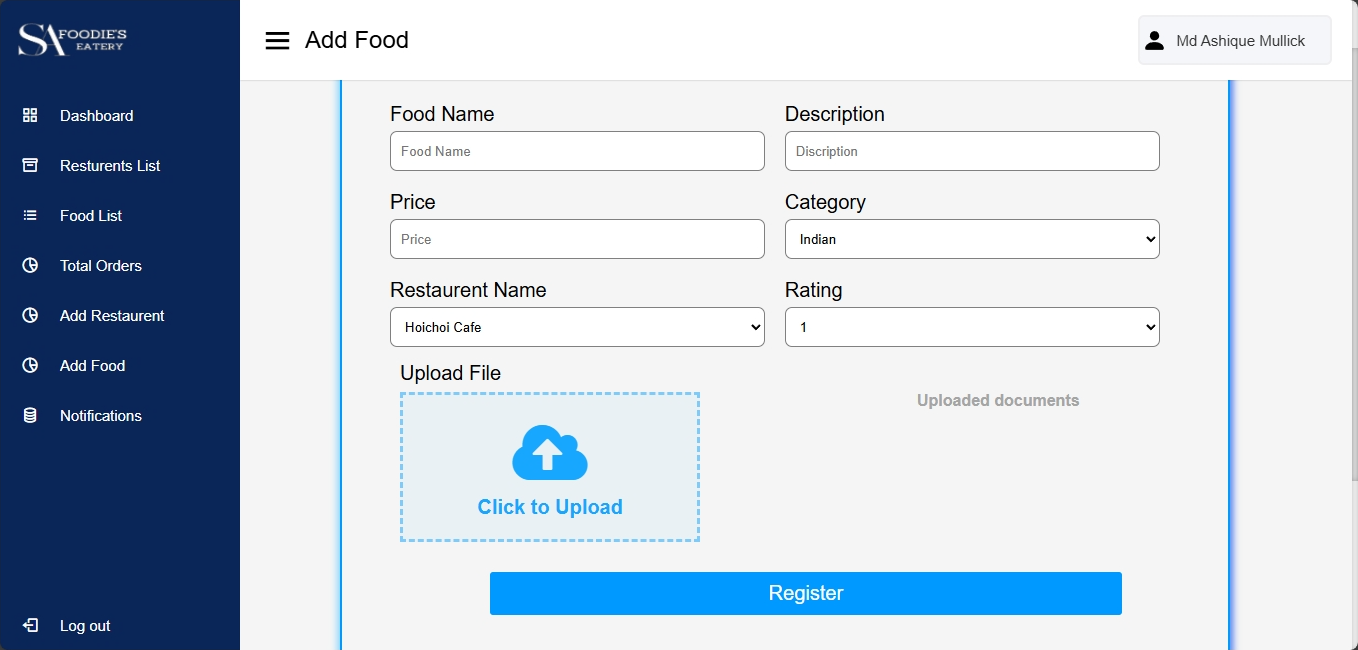 SA FOODIE'S
EATERY
Add Food
Md Ashique Mullick
Dashboard
Resturents List
Food List
Total Orders
Add Restaurent
Add Food
Notifications
Log out
Food Name
Description
Food Name
Discription
Price
Category
Price
Indian
Restaurent Name
Rating
Hoichoi Cafe
1
Upload File
Uploaded documents
Click to Upload
Register